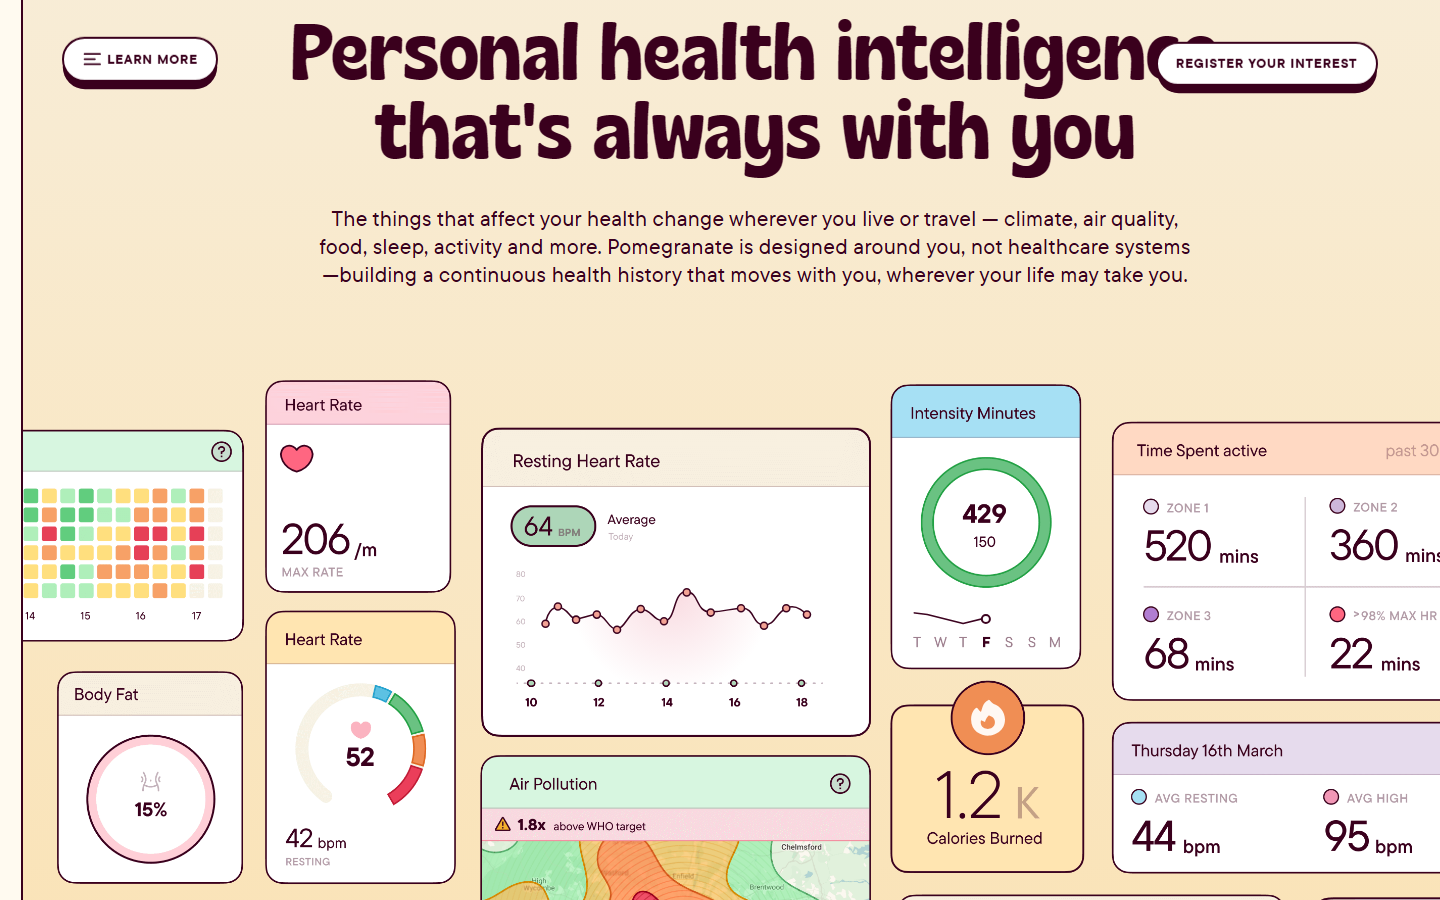 LEARN MORE
REGISTER YOUR INTEREST
Personal health intelligence
that's always with you
The things that affect your health change wherever you live or travel — climate, air quality,
food, sleep, activity and more. Pomegranate is designed around you, not healthcare systems
—building a continuous health history that moves with you, wherever your life may take you.
?
14 15 16 17
Body Fat
15%
Heart Rate
206 /m
MAX RATE
Heart Rate
52
42 bpm
RESTING
Resting Heart Rate
64 BPM
Average
Today
80
70
60
50
40
10 12 14 16 18
Air Pollution
?
1.8x above WHO target
Chelmsford
High
Wycombe
Enfield
Brentwood
Intensity Minutes
429
150
T W T F S S M
1.2 K
Calories Burned
Time Spent active
past 30
ZONE 1
520 mins
ZONE 2
360 mins
ZONE 3
68 mins
>98% MAX HR
22 mins
Thursday 16th March
AVG RESTING
44 bpm
AVG HIGH
95 bpm